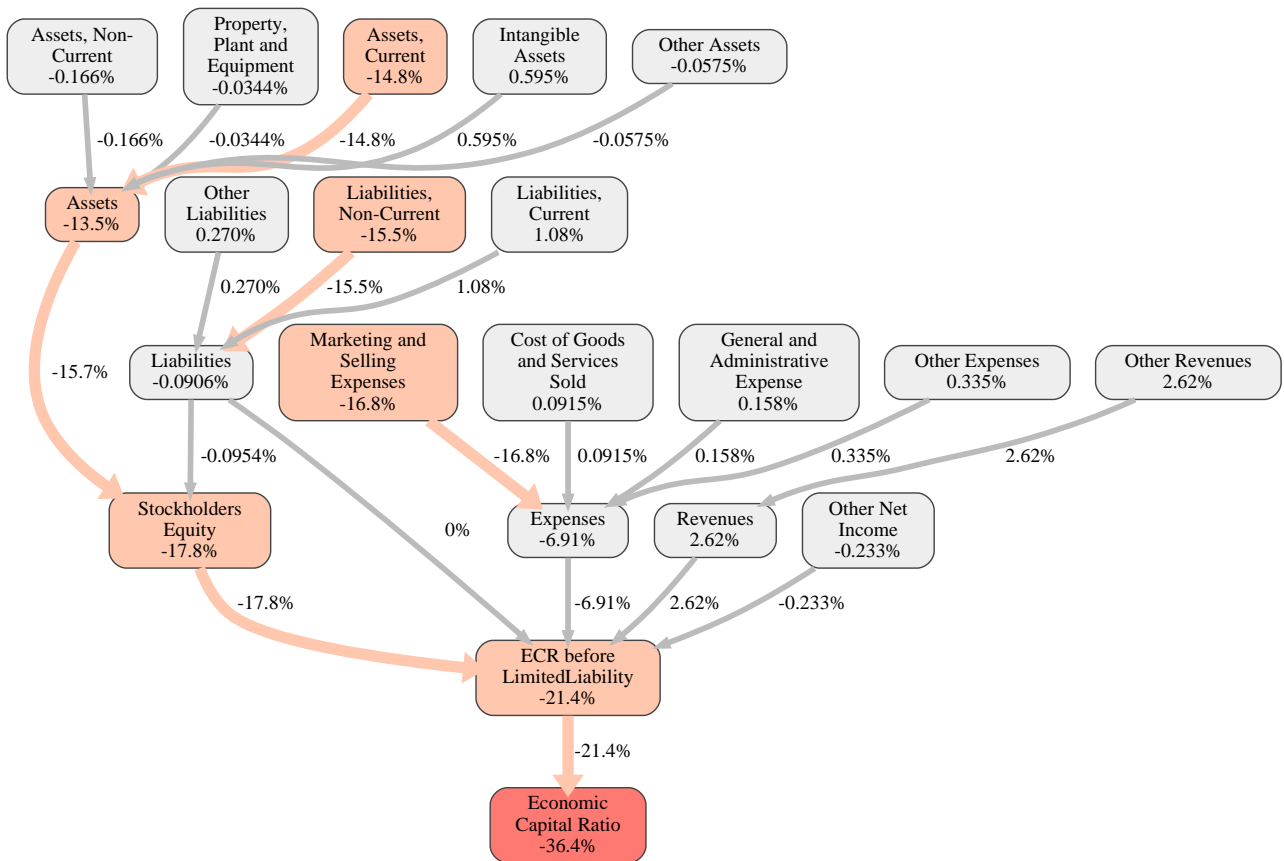 Assets, Non-
Current
-0.166%
Property,
Plant and
Equipment
-0.0344%
Assets,
Current
-14.8%
Intangible
Assets
0.595%
Other Assets
-0.0575%
-0.166%
-0.0344%
-14.8%
0.595%
-0.0575%
Assets
-13.5%
Other
Liabilities
0.270%
Liabilities,
Non-Current
-15.5%
Liabilities,
Current
1.08%
0.270%
-15.5%
1.08%
-15.7%
Liabilities
-0.0906%
Marketing and
Selling
Expenses
-16.8%
Cost of Goods
and Services
Sold
0.0915%
General and
Administrative
Expense
0.158%
Other Expenses
0.335%
Other Revenues
2.62%
-0.0954%
-16.8%
0.0915%
0.158%
0.335%
2.62%
Stockholders
Equity
-17.8%
0%
Expenses
-6.91%
Revenues
2.62%
Other Net
Income
-0.233%
-17.8%
-6.91%
2.62%
-0.233%
ECR before
LimitedLiability
-21.4%
-21.4%
Economic
Capital Ratio
-36.4%